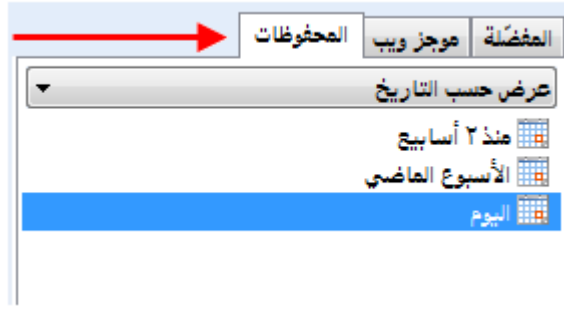 المفضّلة موجز ويب المحفوظات
عرض حسب التاريخ
منذ ٢ أسابيع
الأسبوع الماضي
اليوم